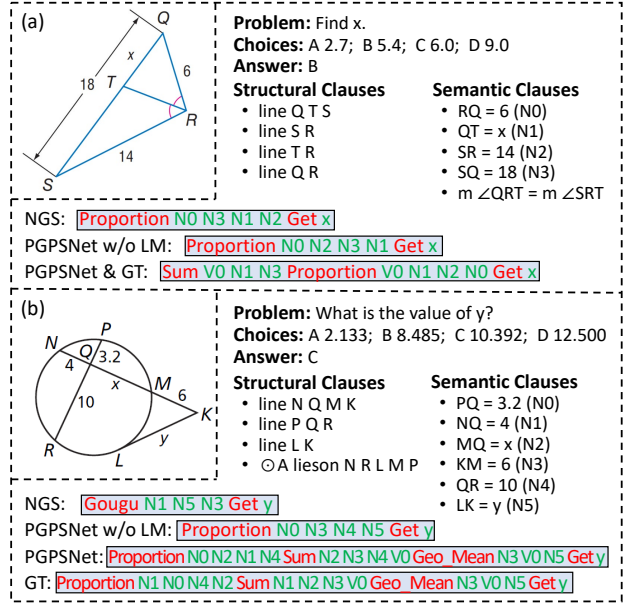 (a)
Q
x
6
18
T
R
14
S
Problem: Find x.
Choices: A 2.7; B 5.4; C 6.0; D 9.0
Answer: B
Structural Clauses
• line Q T S
• line S R
• line T R
• line Q R
Semantic Clauses
• RQ = 6 (N0)
• QT = x (N1)
• SR = 14 (N2)
• SQ = 18 (N3)
• m ∠QRT = m ∠SRT
NGS: Proportion N0 N3 N1 N2 Get x
PGPSNet w/o LM: Proportion N0 N2 N3 N1 Get x
PGPSNet & GT: Sum V0 N1 N3 Proportion V0 N1 N2 N0 Get x
(b)
P
N
Q 3.2
4
x
M
6
10
K
R
y
L
Problem: What is the value of y?
Choices: A 2.133; B 8.485; C 10.392; D 12.500
Answer: C
Structural Clauses
• line N Q M K
• line P Q R
• line L K
• ⊙A lieson N R L M P
Semantic Clauses
• PQ = 3.2 (N0)
• NQ = 4 (N1)
• MQ = x (N2)
• KM = 6 (N3)
• QR = 10 (N4)
• LK = y (N5)
NGS: Gougu N1 N5 N3 Get y
PGPSNet w/o LM: Proportion N0 N3 N4 N5 Get y
PGPSNet: Proportion N0 N2 N1 N4 Sum N2 N3 N4 V0 Geo_Mean N3 V0 N5 Get y
GT: Proportion N1 N0 N4 N2 Sum N1 N2 N3 V0 Geo_Mean N3 V0 N5 Get y